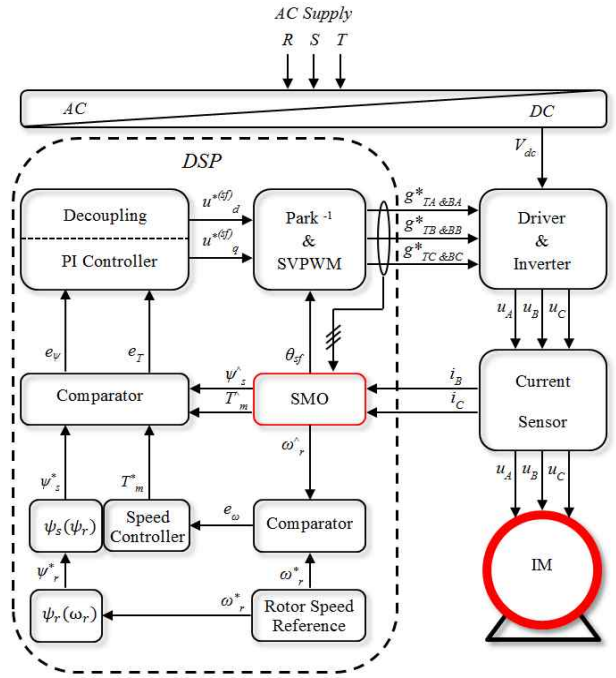 AC Supply
R S T
AC
DC
V_dc
DSP
Decoupling
PI Controller
u*^(sf)_d
u*^(sf)_q
Park ⁻¹
&
SVPWM
g*_TA &BA
g*_TB &BB
g*_TC &BC
Driver
&
Inverter
e_Ψ
e_T
θ_sf
u_A u_B u_C
Comparator
ψ^_s
T^_m
SMO
i_B
i_C
Current
Sensor
ω^_r
ψ*_s
T*_m
u_A u_B u_C
ψ_s(ψ_r)
Speed
Controller
e_ω
Comparator
IM
ψ*_r
ω*_r
ψ_r(ω_r)
ω*_r
Rotor Speed
Reference